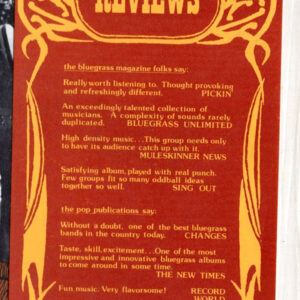 REVIEWS
the bluegrass magazine folks say:
Really worth listening to. Thought provoking
and refreshingly different. PICKIN'
An exceedingly talented collection of
musicians. A complexity of sounds rarely
duplicated. BLUEGRASS UNLIMITED
High density music...This group needs only
to have its audience catch up with it.
MULESKINNER NEWS
Satisfying album, played with real punch.
Few groups fit so many oddball ideas
together so well. SING OUT
the pop publications say:
Without a doubt, one of the best bluegrass
bands in the country today. CHANGES
Taste, skill, excitement...One of the most
impressive and innovative bluegrass albums
to come around in some time.
THE NEW TIMES
Fun music. Very flavorsome! RECORD
WORLD